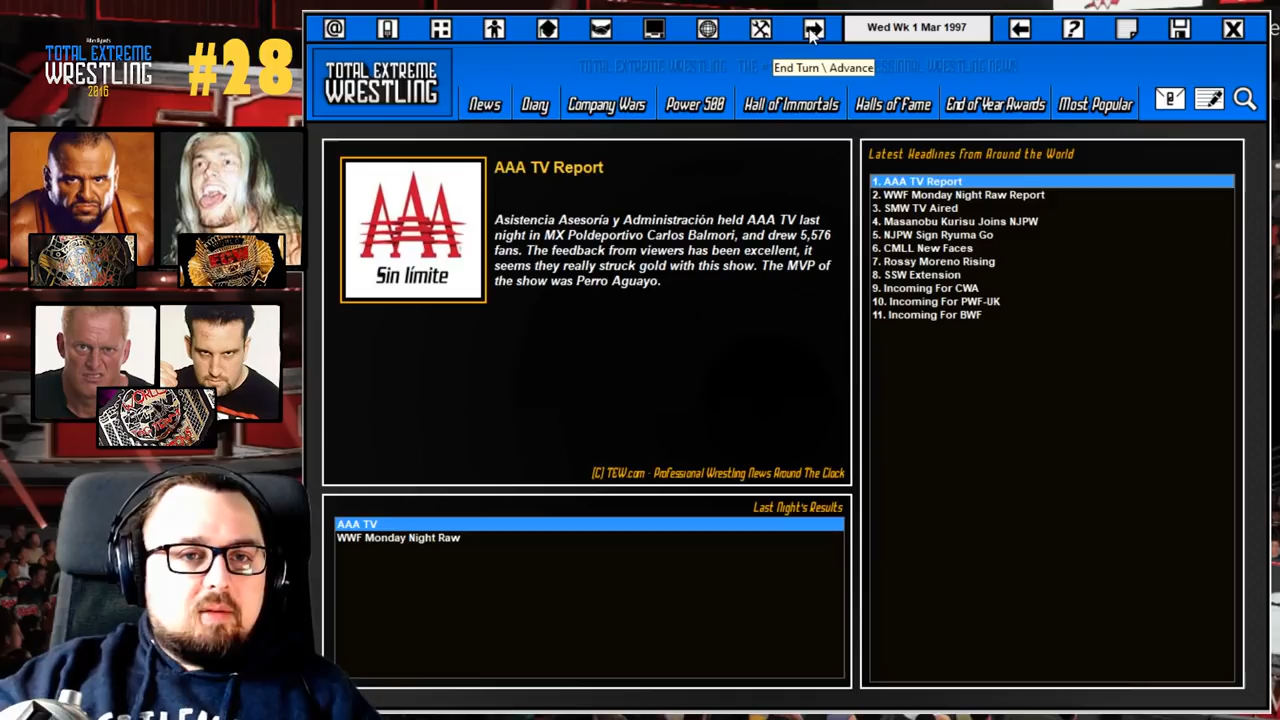 Adam Ryland's
TOTAL EXTREME
WRESTLING
2016
#28
ECW
Wed Wk 1 Mar 1997
End Turn \ Advance
TOTAL EXTREME
WRESTLING
News
Diary
Company Wars
Power 500
Hall of Immortals
Halls of Fame
End of Year Awards
Most Popular
AAA TV Report
AAA
Sin límite
Asistencia Asesoría y Administración held AAA TV last
night in MX Poldeportivo Carlos Balmori, and drew 5,576
fans. The feedback from viewers has been excellent, it
seems they really struck gold with this show. The MVP of
the show was Perro Aguayo.
(C) TEW.com - Professional Wrestling News Around The Clock
Last Night's Results
AAA TV
WWF Monday Night Raw
Latest Headlines From Around the World
1. AAA TV Report
2. WWF Monday Night Raw Report
3. SMW TV Aired
4. Masanobu Kurisu Joins NJPW
5. NJPW Sign Ryuma Go
6. CMLL New Faces
7. Rossy Moreno Rising
8. SSW Extension
9. Incoming For CWA
10. Incoming For PWF-UK
11. Incoming For BWF